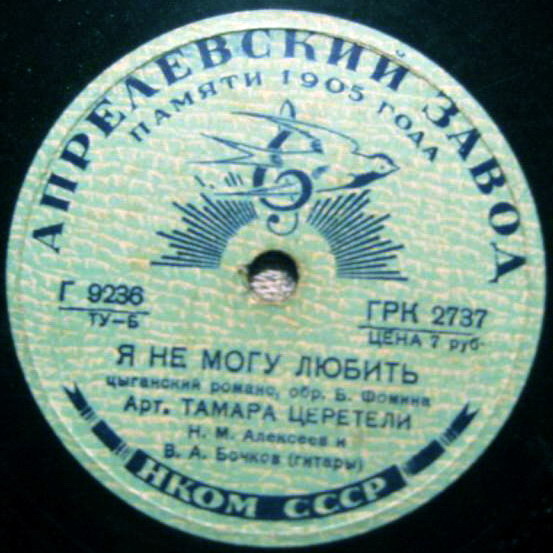 АПРЕЛЕВСКИЙ ЗАВОД
ПАМЯТИ 1905 ГОДА
Г 9236
ТУ-Б
ГРК 2737
ЦЕНА 7 руб.
Я НЕ МОГУ ЛЮБИТЬ
цыганский романс, обр. Б. Фомина
Арт. ТАМАРА ЦЕРЕТЕЛИ
Н. М. Алексеев и
В. А. Бочков (гитары)
НКОМ СССР